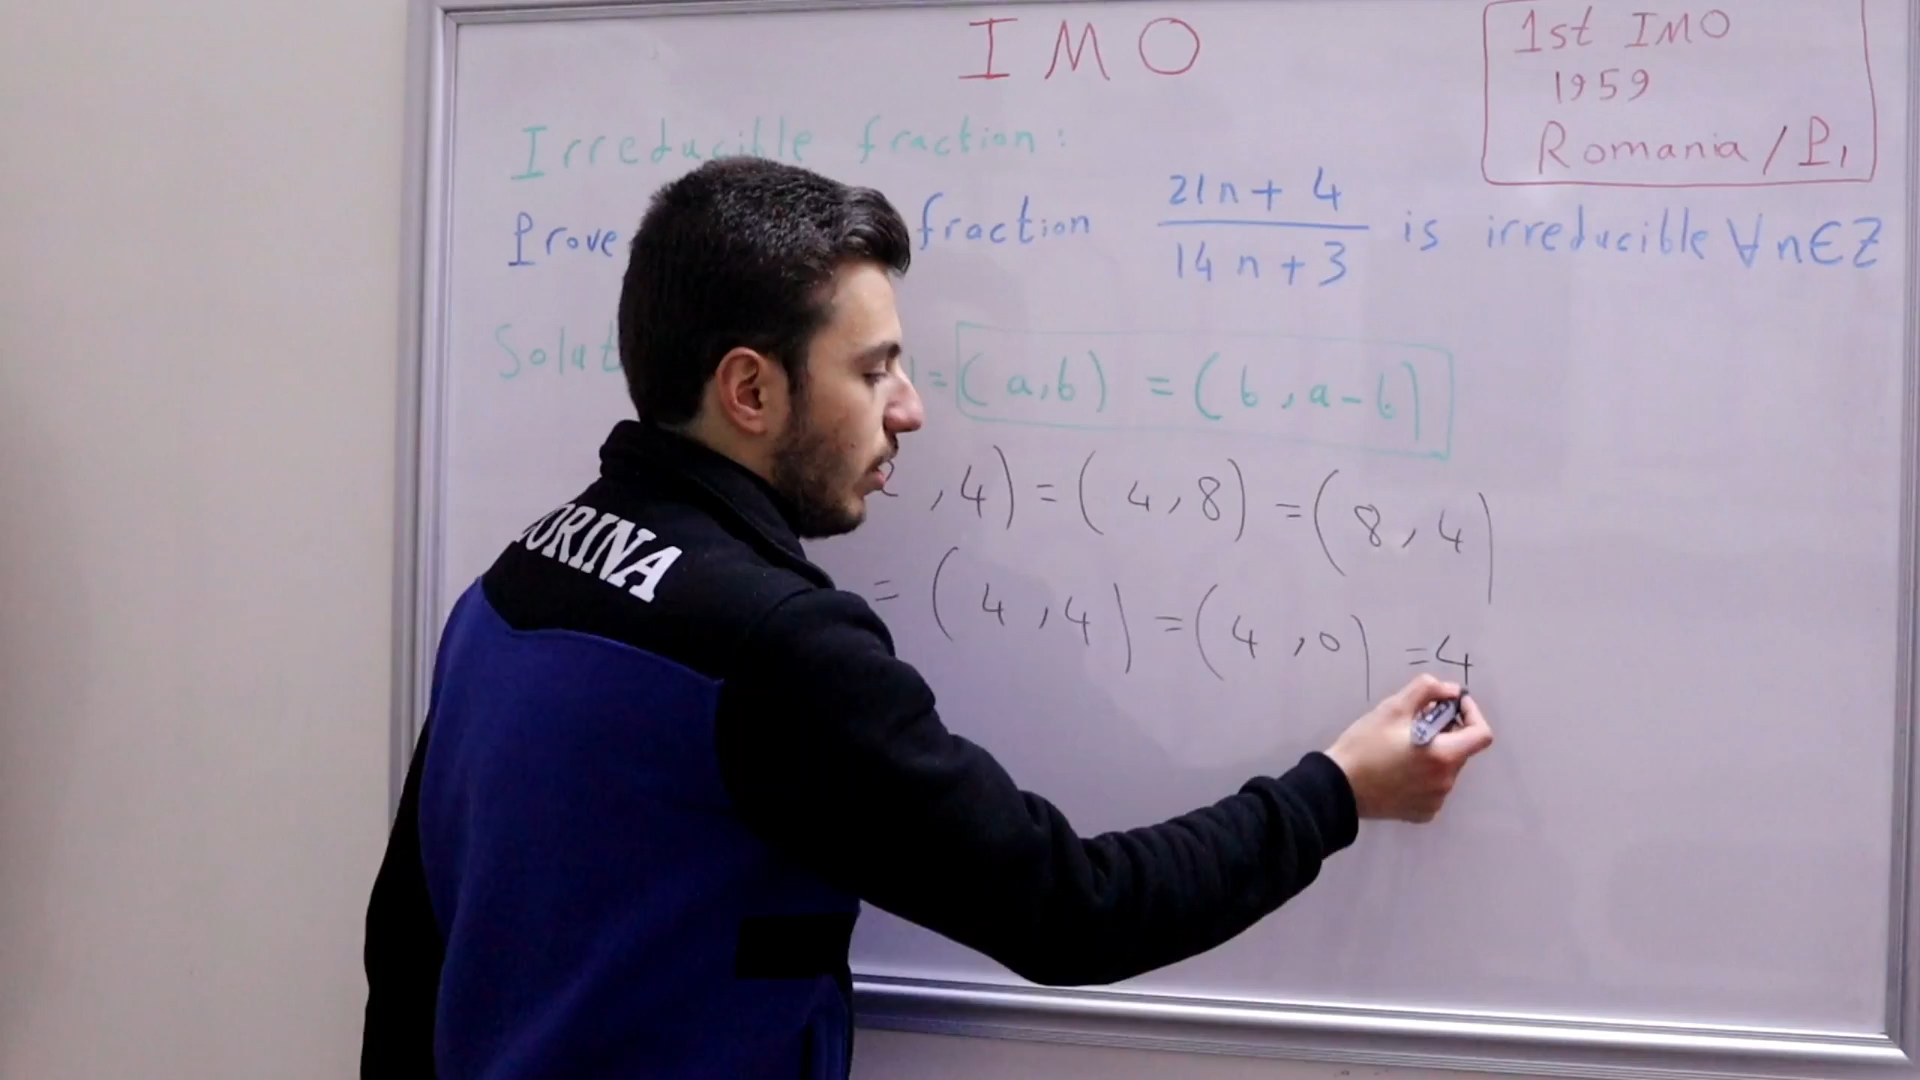 IMO
1st IMO
1959
Romania / P1
Irreducible fraction:
Prove fraction (21n + 4)/(14n + 3) is irreducible ∀n∈Z
= (a,b) = (b, a-b)
,4) = (4,8) = (8,4)
= (4,4) = (4,0) = 4
ORINA